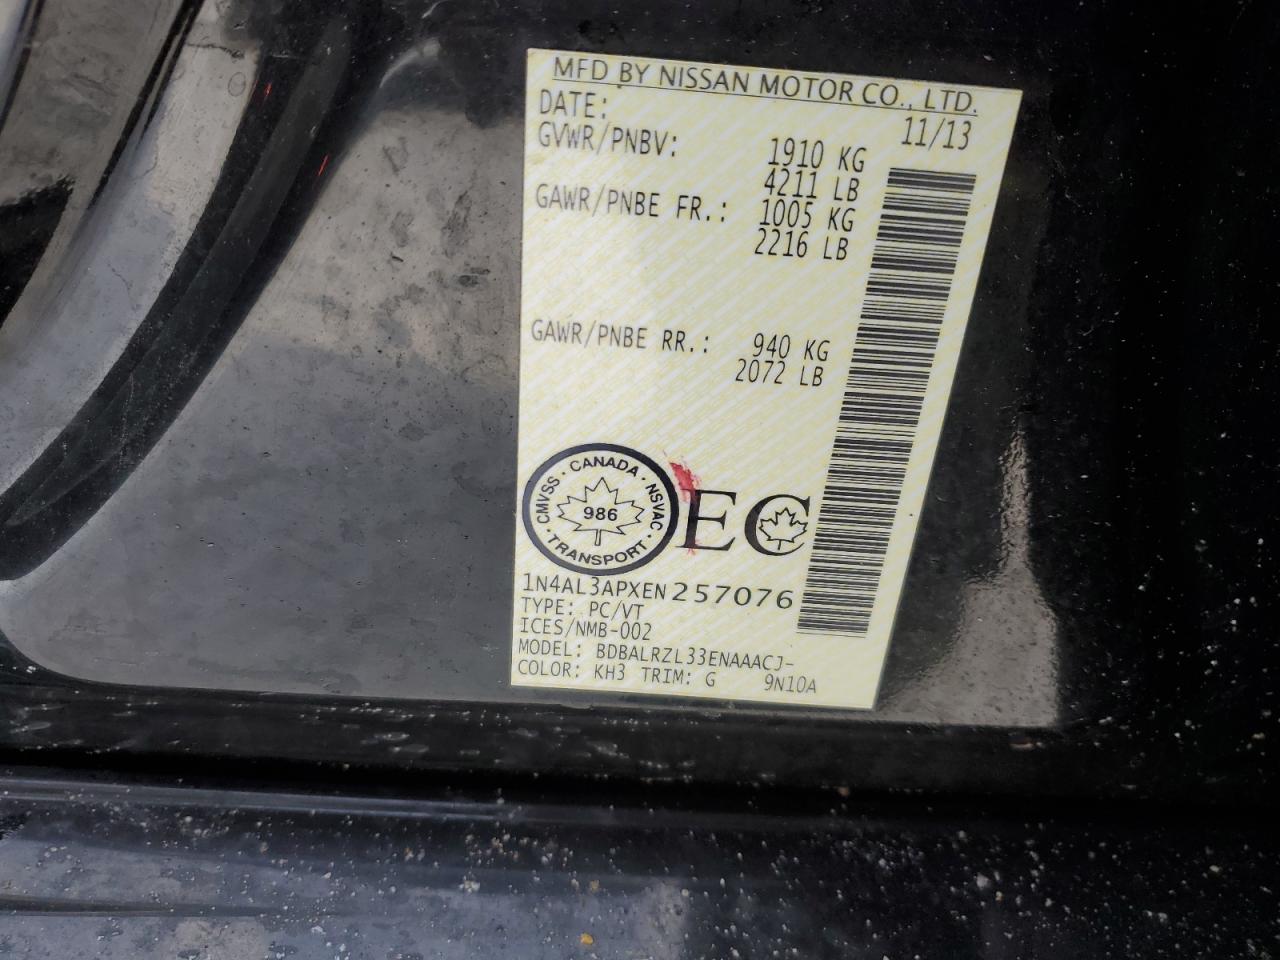 MFD BY NISSAN MOTOR CO., LTD.
DATE: 11/13
GVWR/PNBV: 1910 KG
4211 LB
GAWR/PNBE FR.: 1005 KG
2216 LB
GAWR/PNBE RR.: 940 KG
2072 LB
CMVSS · CANADA · NSVAC · TRANSPORT ·
986
EC
1N4AL3APXEN257076
TYPE: PC/VT
ICES/NMB-002
MODEL: BDBALRZL33ENAAACJ-
COLOR: KH3 TRIM: G 9N10A